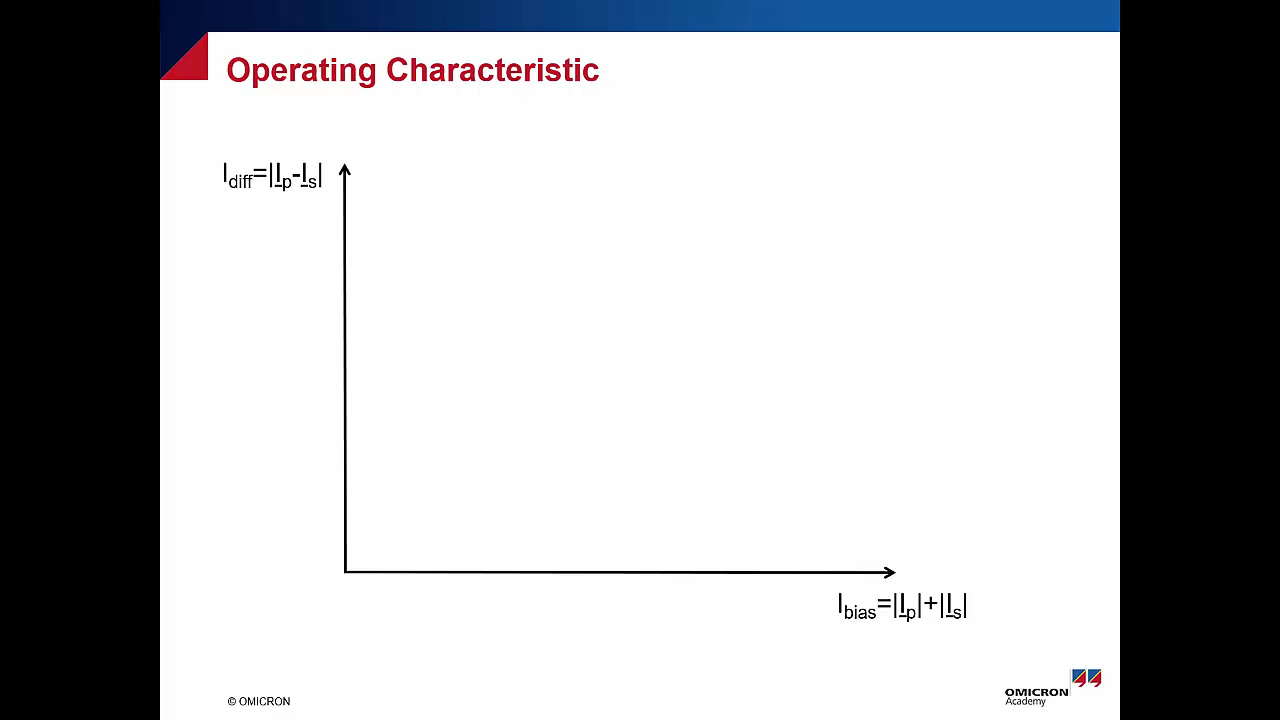 Operating Characteristic
Idiff=|Ip-Is|
Ibias=|Ip|+|Is|
© OMICRON
OMICRON
Academy